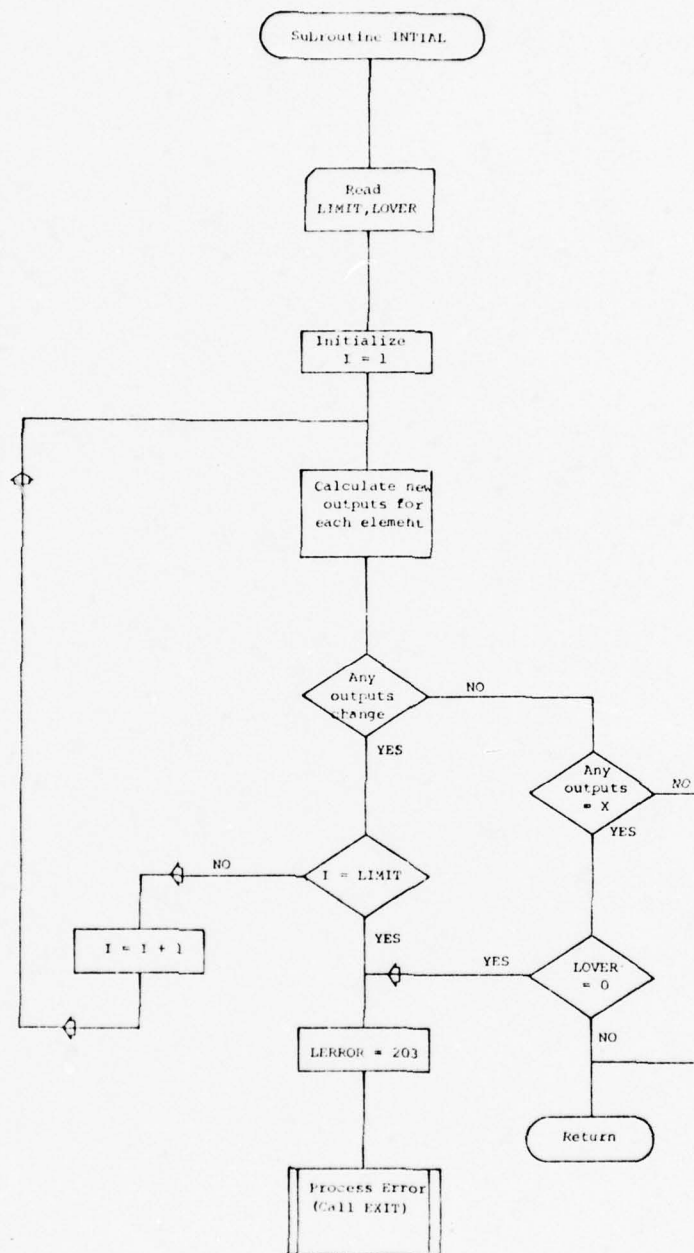 Subroutine INTIAL
Read
LIMIT,LOVER
Initialize
I = 1
Calculate new
outputs for
each element
Any
outputs
change
NO
YES
Any
outputs
= X
NO
YES
I = LIMIT
NO
YES
I = I + 1
LOVER
= 0
YES
NO
LERROR = 203
Return
Process Error
(Call EXIT)